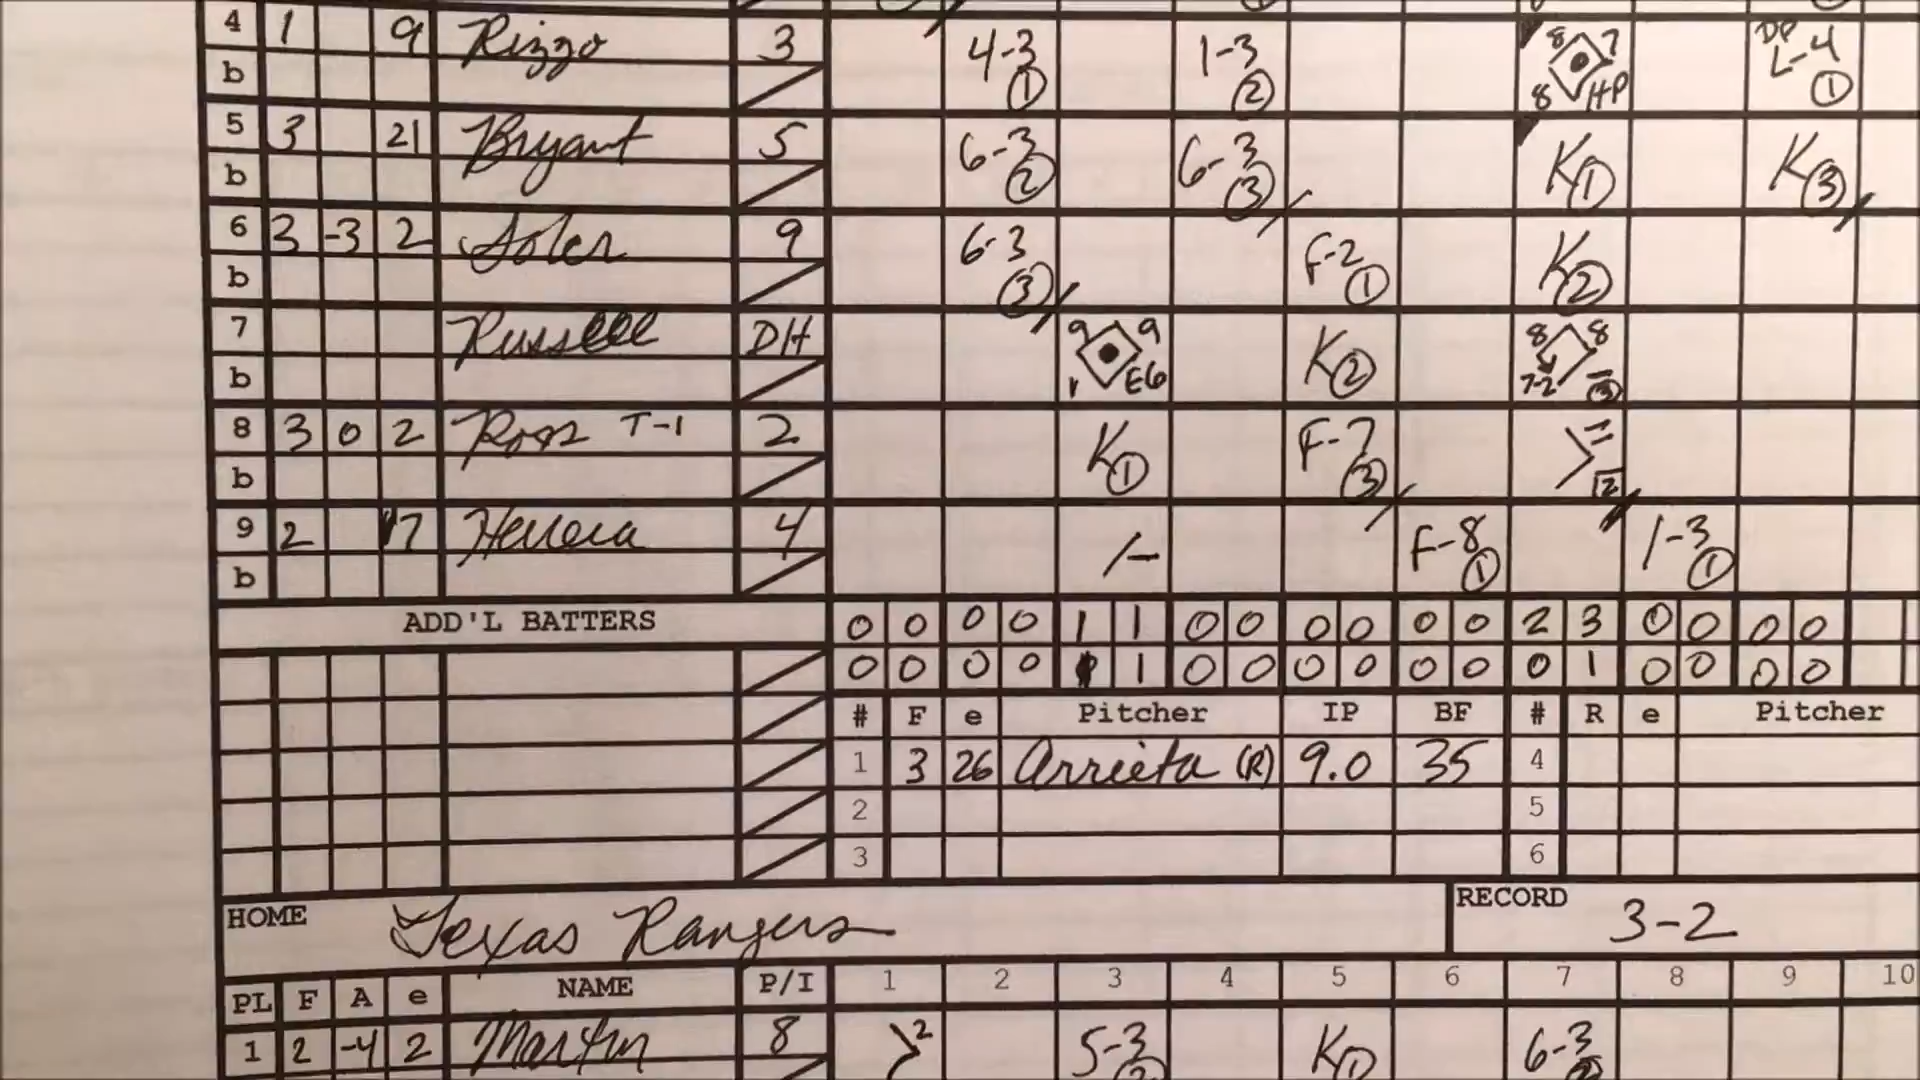 4 1 9 Rizzo 3 4-3 ① 1-3 ② 8 7 8 HP DP L-4 ①
b
5 3 21 Bryant 5 6-3 ② 6-3 ③ K① K③
b
6 3 -3 2 Soler 9 6-3 ③ F-2 ① K②
b
7 Russell DH 9 9 1 E6 K② 8 8 7-2 ③
b
8 3 0 2 Ross T-1 2 K① F-7 ③ 2
b
9 2 17 Herrera 4 1- F-8 ① 1-3 ①
b
ADD'L BATTERS 0 0 0 0 1 1 0 0 0 0 0 0 2 3 0 0 0 0
0 0 0 0 1 0 0 0 0 0 0 0 1 0 0 0 0
# F e Pitcher IP BF # R e Pitcher
1 3 26 Arrieta (R) 9.0 35 4
2 5
3 6
HOME Texas Rangers RECORD 3-2
PL F A e NAME P/I 1 2 3 4 5 6 7 8 9 10
1 2 -4 2 Martin 8 2 5-3 K① 6-3